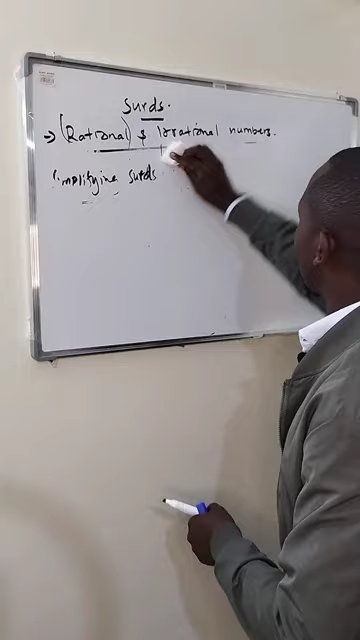 Surds.
→ (Rational) & Irrational numbers.
Simplifying surds